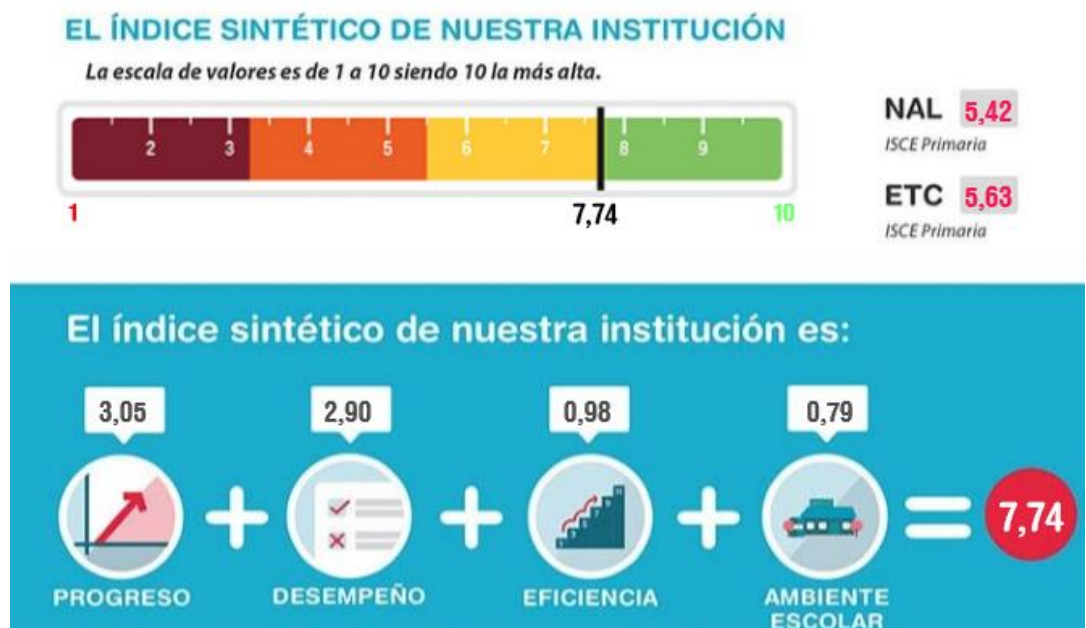 EL ÍNDICE SINTÉTICO DE NUESTRA INSTITUCIÓN
La escala de valores es de 1 a 10 siendo 10 la más alta.
2 3 4 5 6 7 8 9
1 7,74 10
NAL 5,42
ISCE Primaria
ETC 5,63
ISCE Primaria
El índice sintético de nuestra institución es:
3,05 2,90 0,98 0,79
7,74
PROGRESO DESEMPEÑO EFICIENCIA AMBIENTE
ESCOLAR